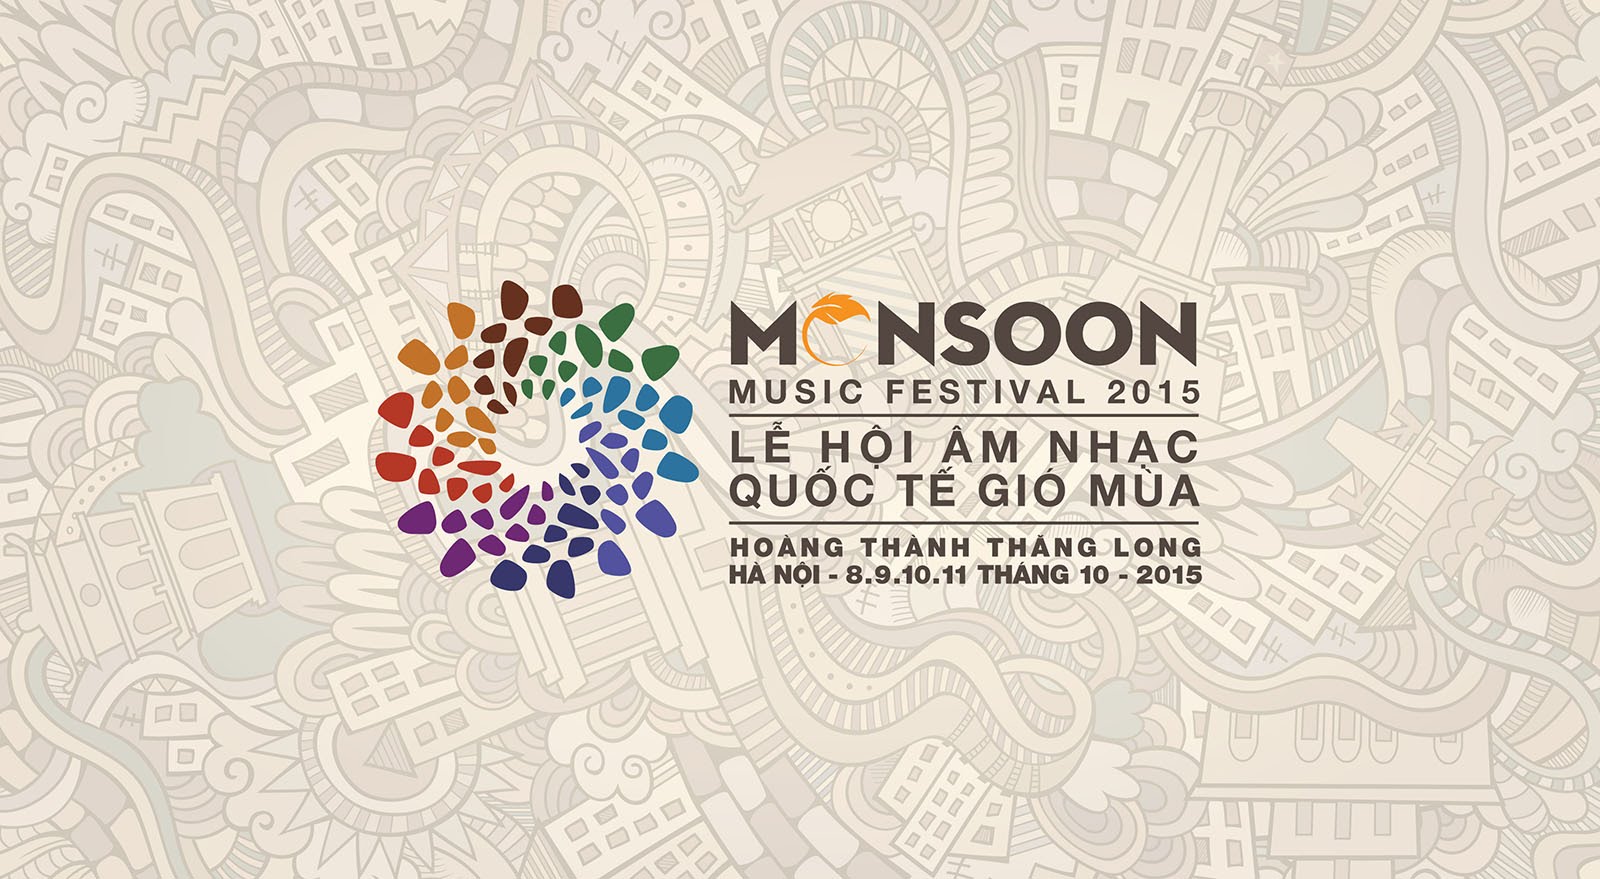 MONSOON
MUSIC FESTIVAL 2015
LỄ HỘI ÂM NHẠC
QUỐC TẾ GIÓ MÙA
HOÀNG THÀNH THĂNG LONG
HÀ NỘI - 8.9.10.11 THÁNG 10 - 2015